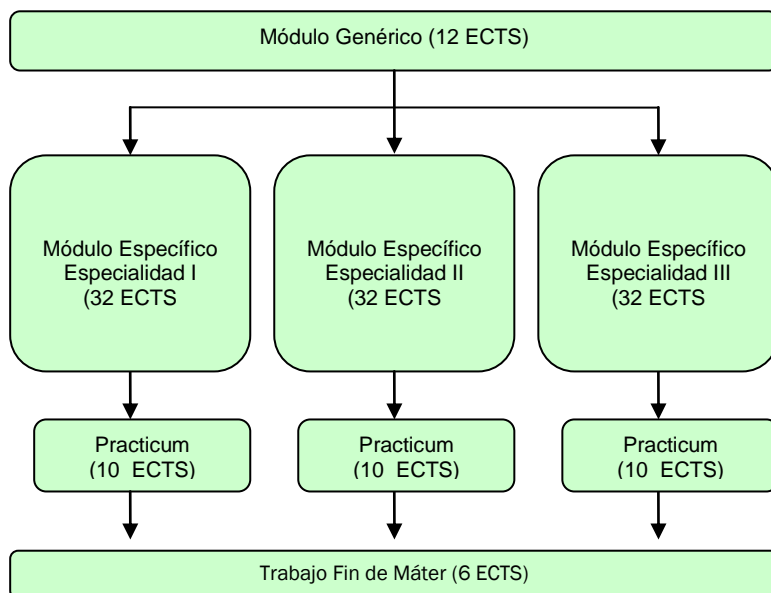 Módulo Genérico (12 ECTS)
Módulo Específico
Especialidad I
(32 ECTS
Módulo Específico
Especialidad II
(32 ECTS
Módulo Específico
Especialidad III
(32 ECTS
Practicum
(10 ECTS)
Practicum
(10 ECTS)
Practicum
(10 ECTS)
Trabajo Fin de Máter (6 ECTS)